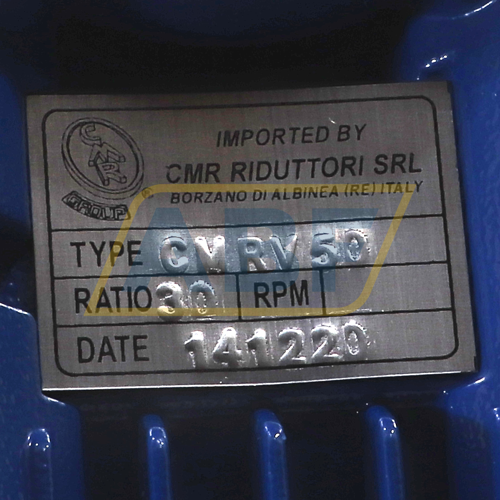 CMR
GROUP
®
IMPORTED BY
CMR RIDUTTORI SRL
BORZANO DI ALBINEA (RE) ITALY
TYPE CMRV50
RATIO 30 RPM
DATE 141220